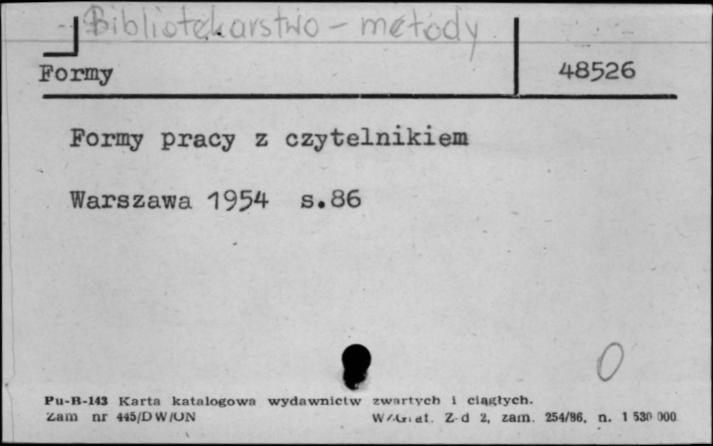 Bibliotekarstwo - metody
Formy 48526
Formy pracy z czytelnikiem
Warszawa 1954 s.86
0
Pu-B-143 Karta katalogowa wydawnictw zwartych i ciągłych.
Zam nr 445/DW/UN Z-d 2, zam. 254/86, n. 1 530 000